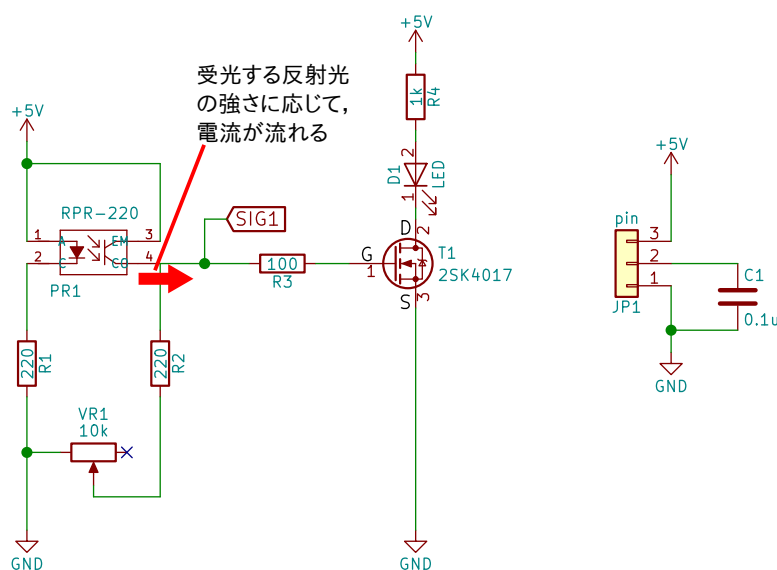 +5V
受光する反射光
の強さに応じて，
電流が流れる
+5V
1k
R4
2
D1
LED
1
+5V
RPR-220
1
A
EM
3
2
C
CO
4
PR1
SIG1
100
R3
D
2
G
1
T1
2SK4017
S
3
pin
3
2
1
JP1
C1
0.1u
GND
220
R1
220
R2
VR1
10k
GND
GND